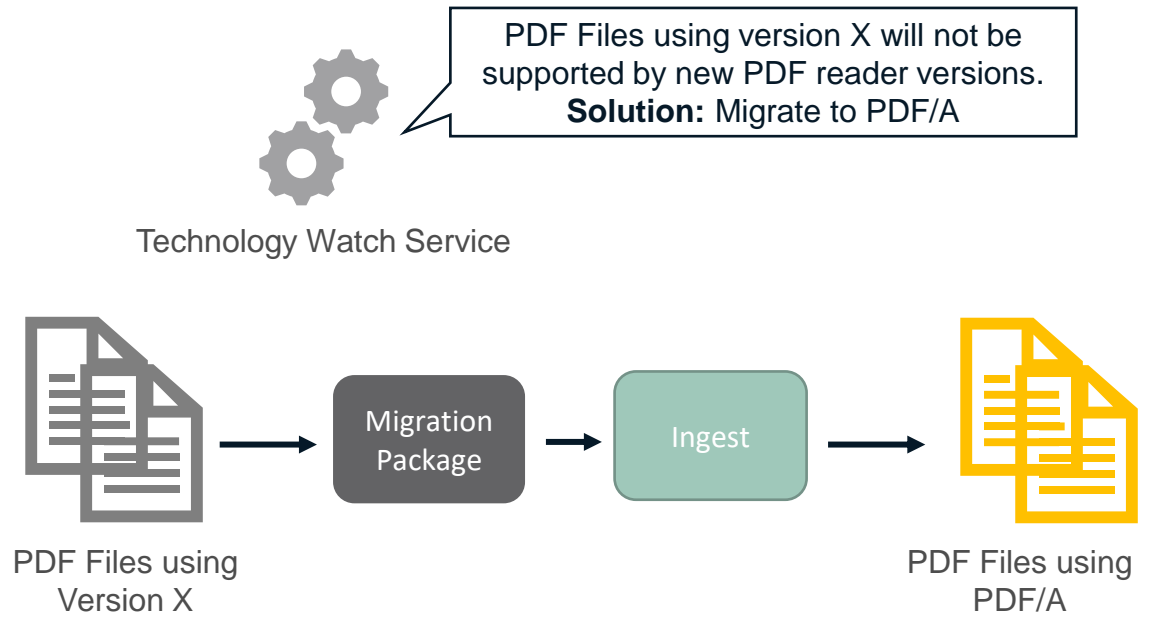 PDF Files using version X will not be
supported by new PDF reader versions.
Solution: Migrate to PDF/A
Technology Watch Service
Migration
Package
Ingest
PDF Files using
Version X
PDF Files using
PDF/A